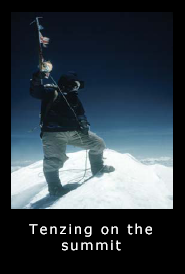 Tenzing on the
summit